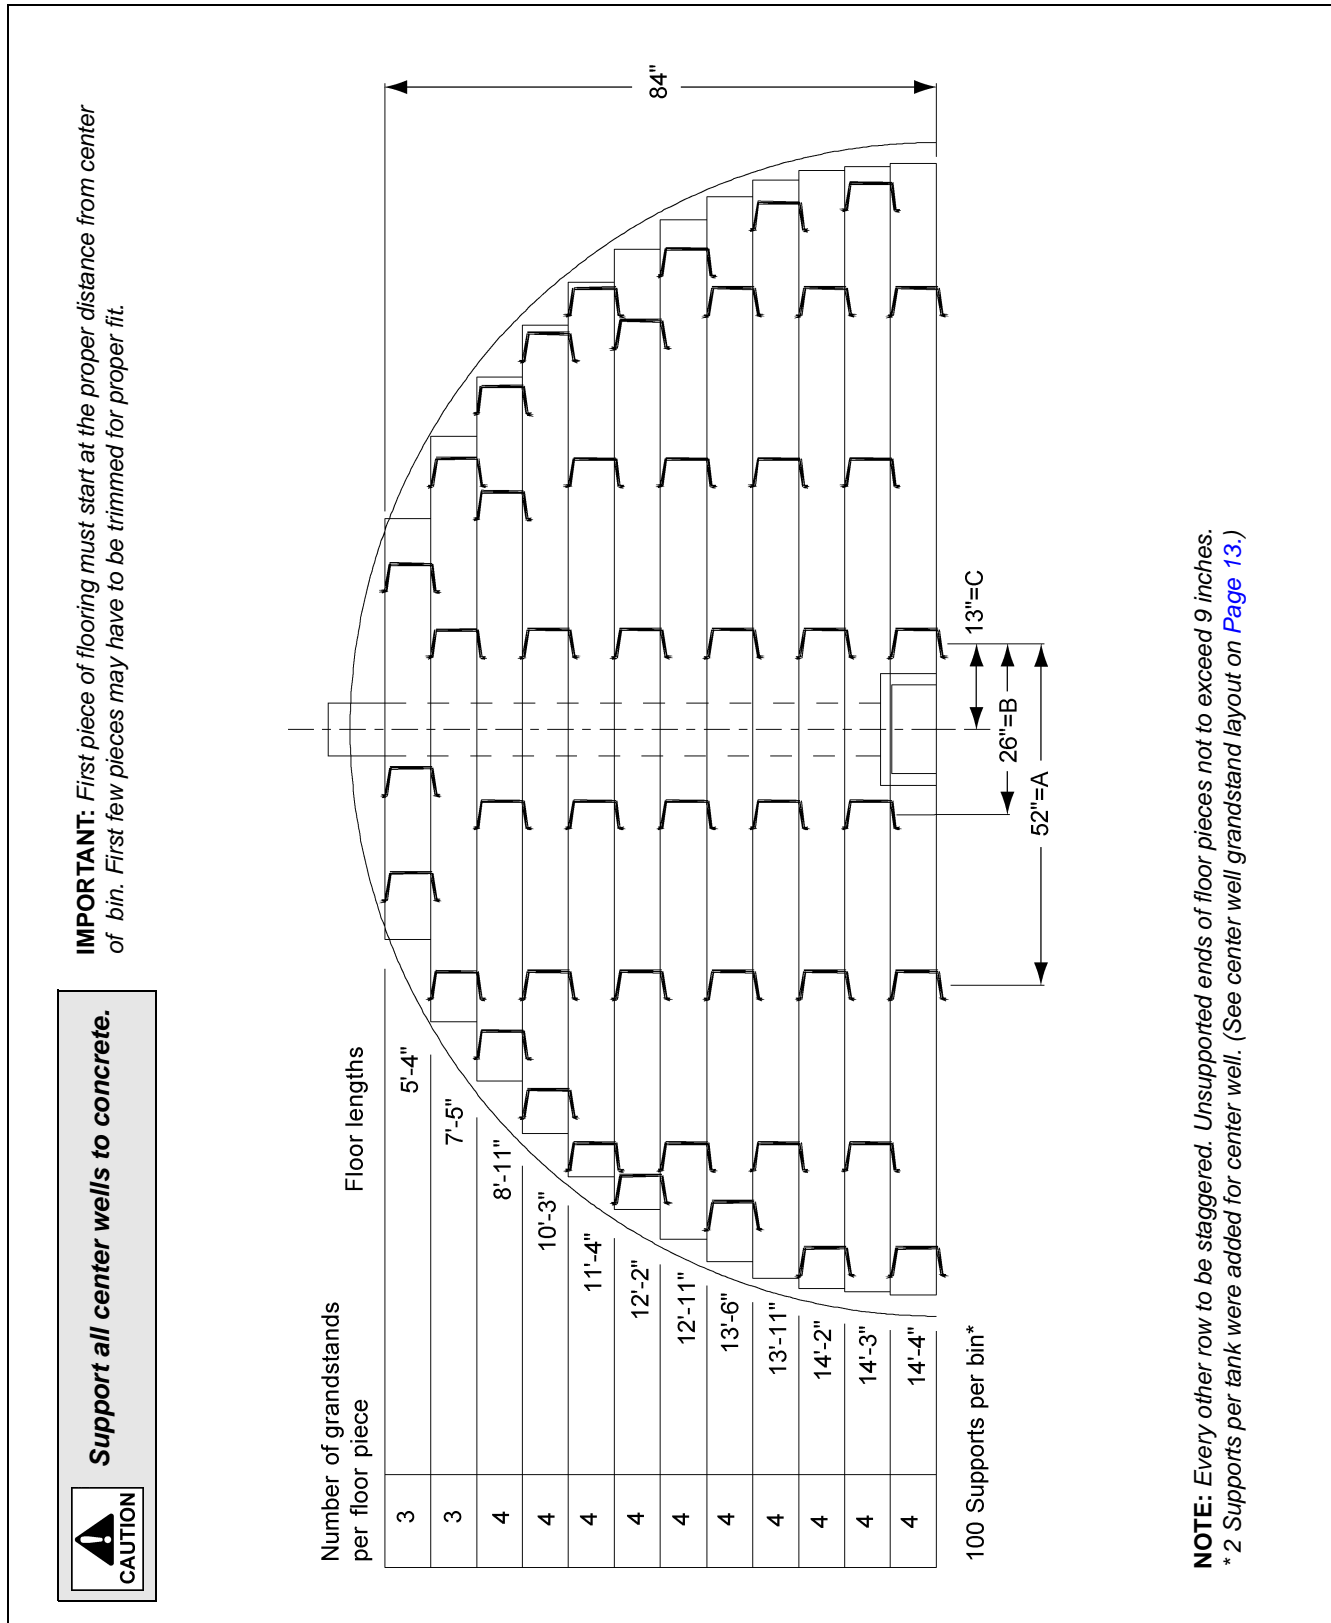 CAUTION
Support all center wells to concrete.
IMPORTANT: First piece of flooring must start at the proper distance from center
of bin. First few pieces may have to be trimmed for proper fit.
Number of grandstands
per floor piece
Floor lengths
3
5'-4"
3
7'-5"
4
8'-11"
4
10'-3"
4
11'-4"
4
12'-2"
4
12'-11"
4
13'-6"
4
13'-11"
4
14'-2"
4
14'-3"
4
14'-4"
84"
13"=C
26"=B
52"=A
100 Supports per bin*
NOTE: Every other row to be staggered. Unsupported ends of floor pieces not to exceed 9 inches.
* 2 Supports per tank were added for center well. (See center well grandstand layout on Page 13.)